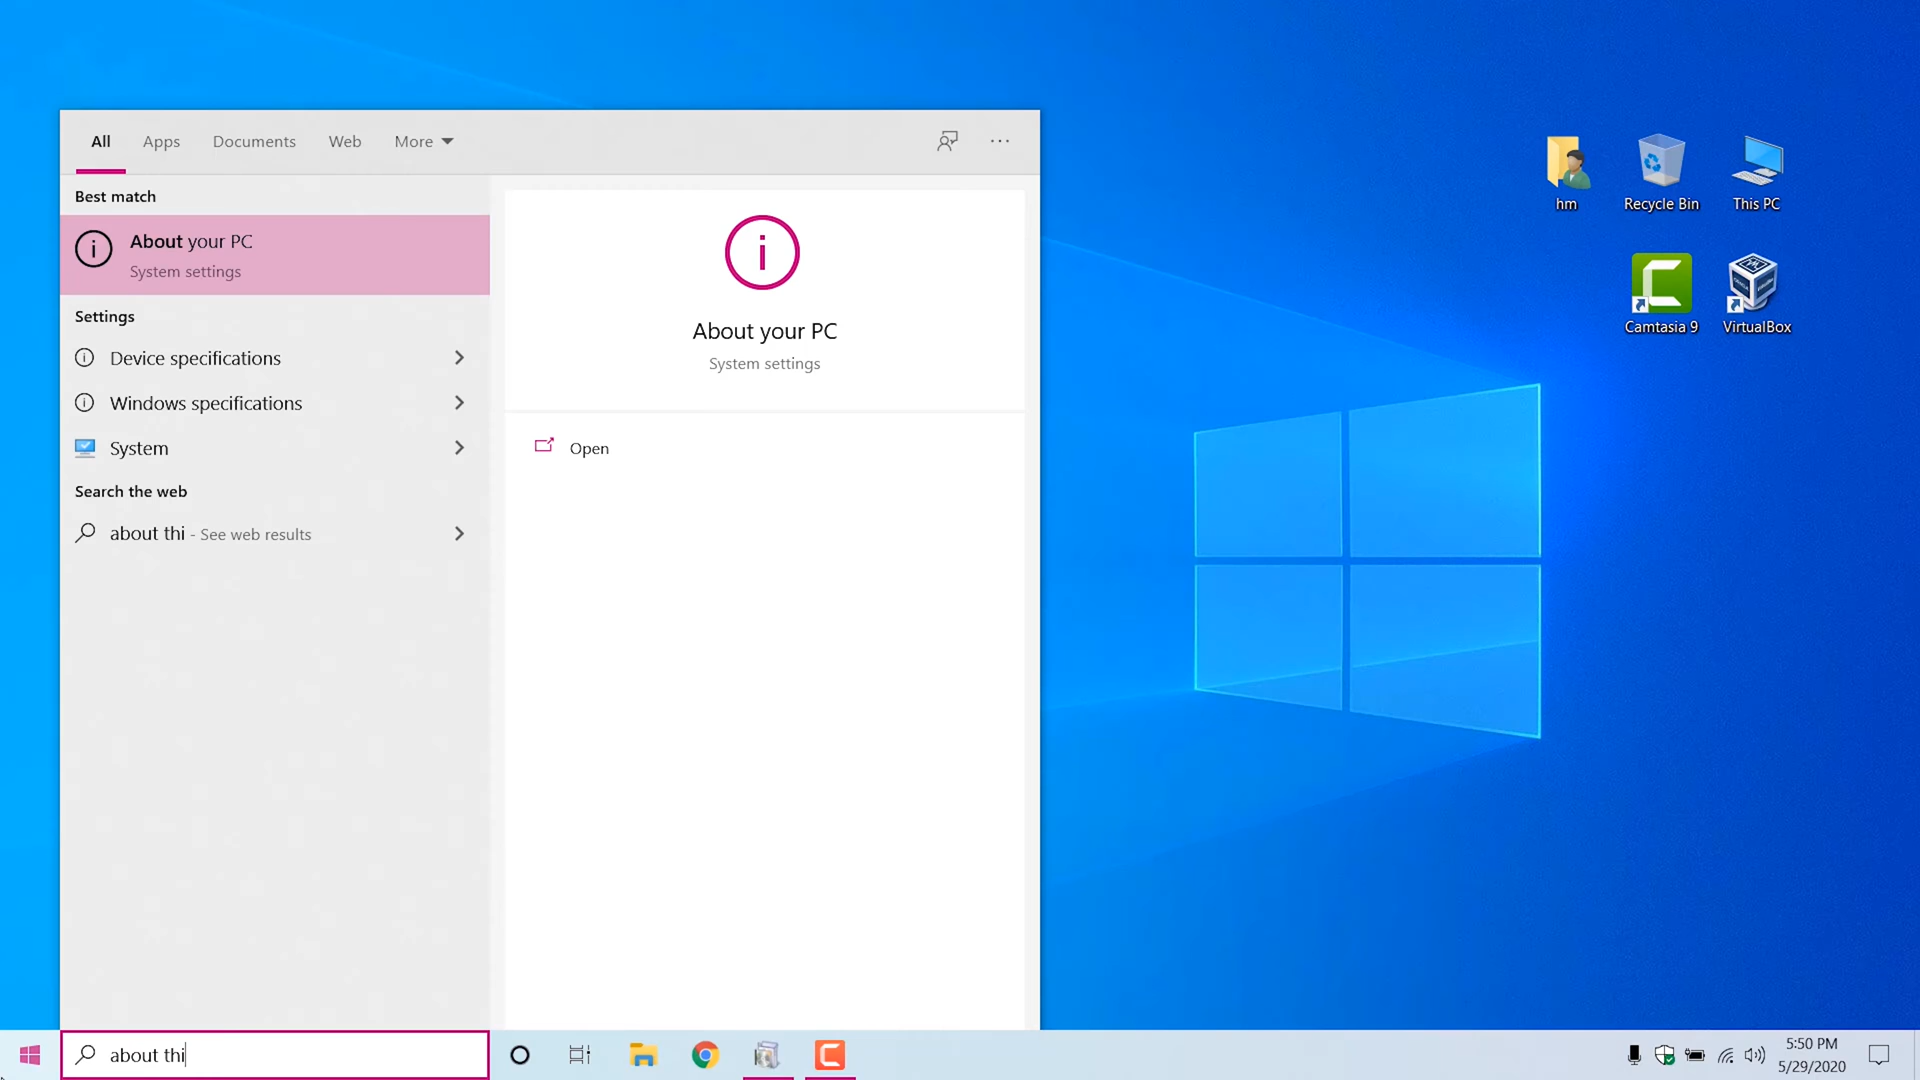 All Apps Documents Web More
Best match
About your PC
System settings
Settings
Device specifications
Windows specifications
System
Search the web
about thi - See web results
About your PC
System settings
Open
hm
Recycle Bin
This PC
Camtasia 9
VirtualBox
about thi
5:50 PM
5/29/2020